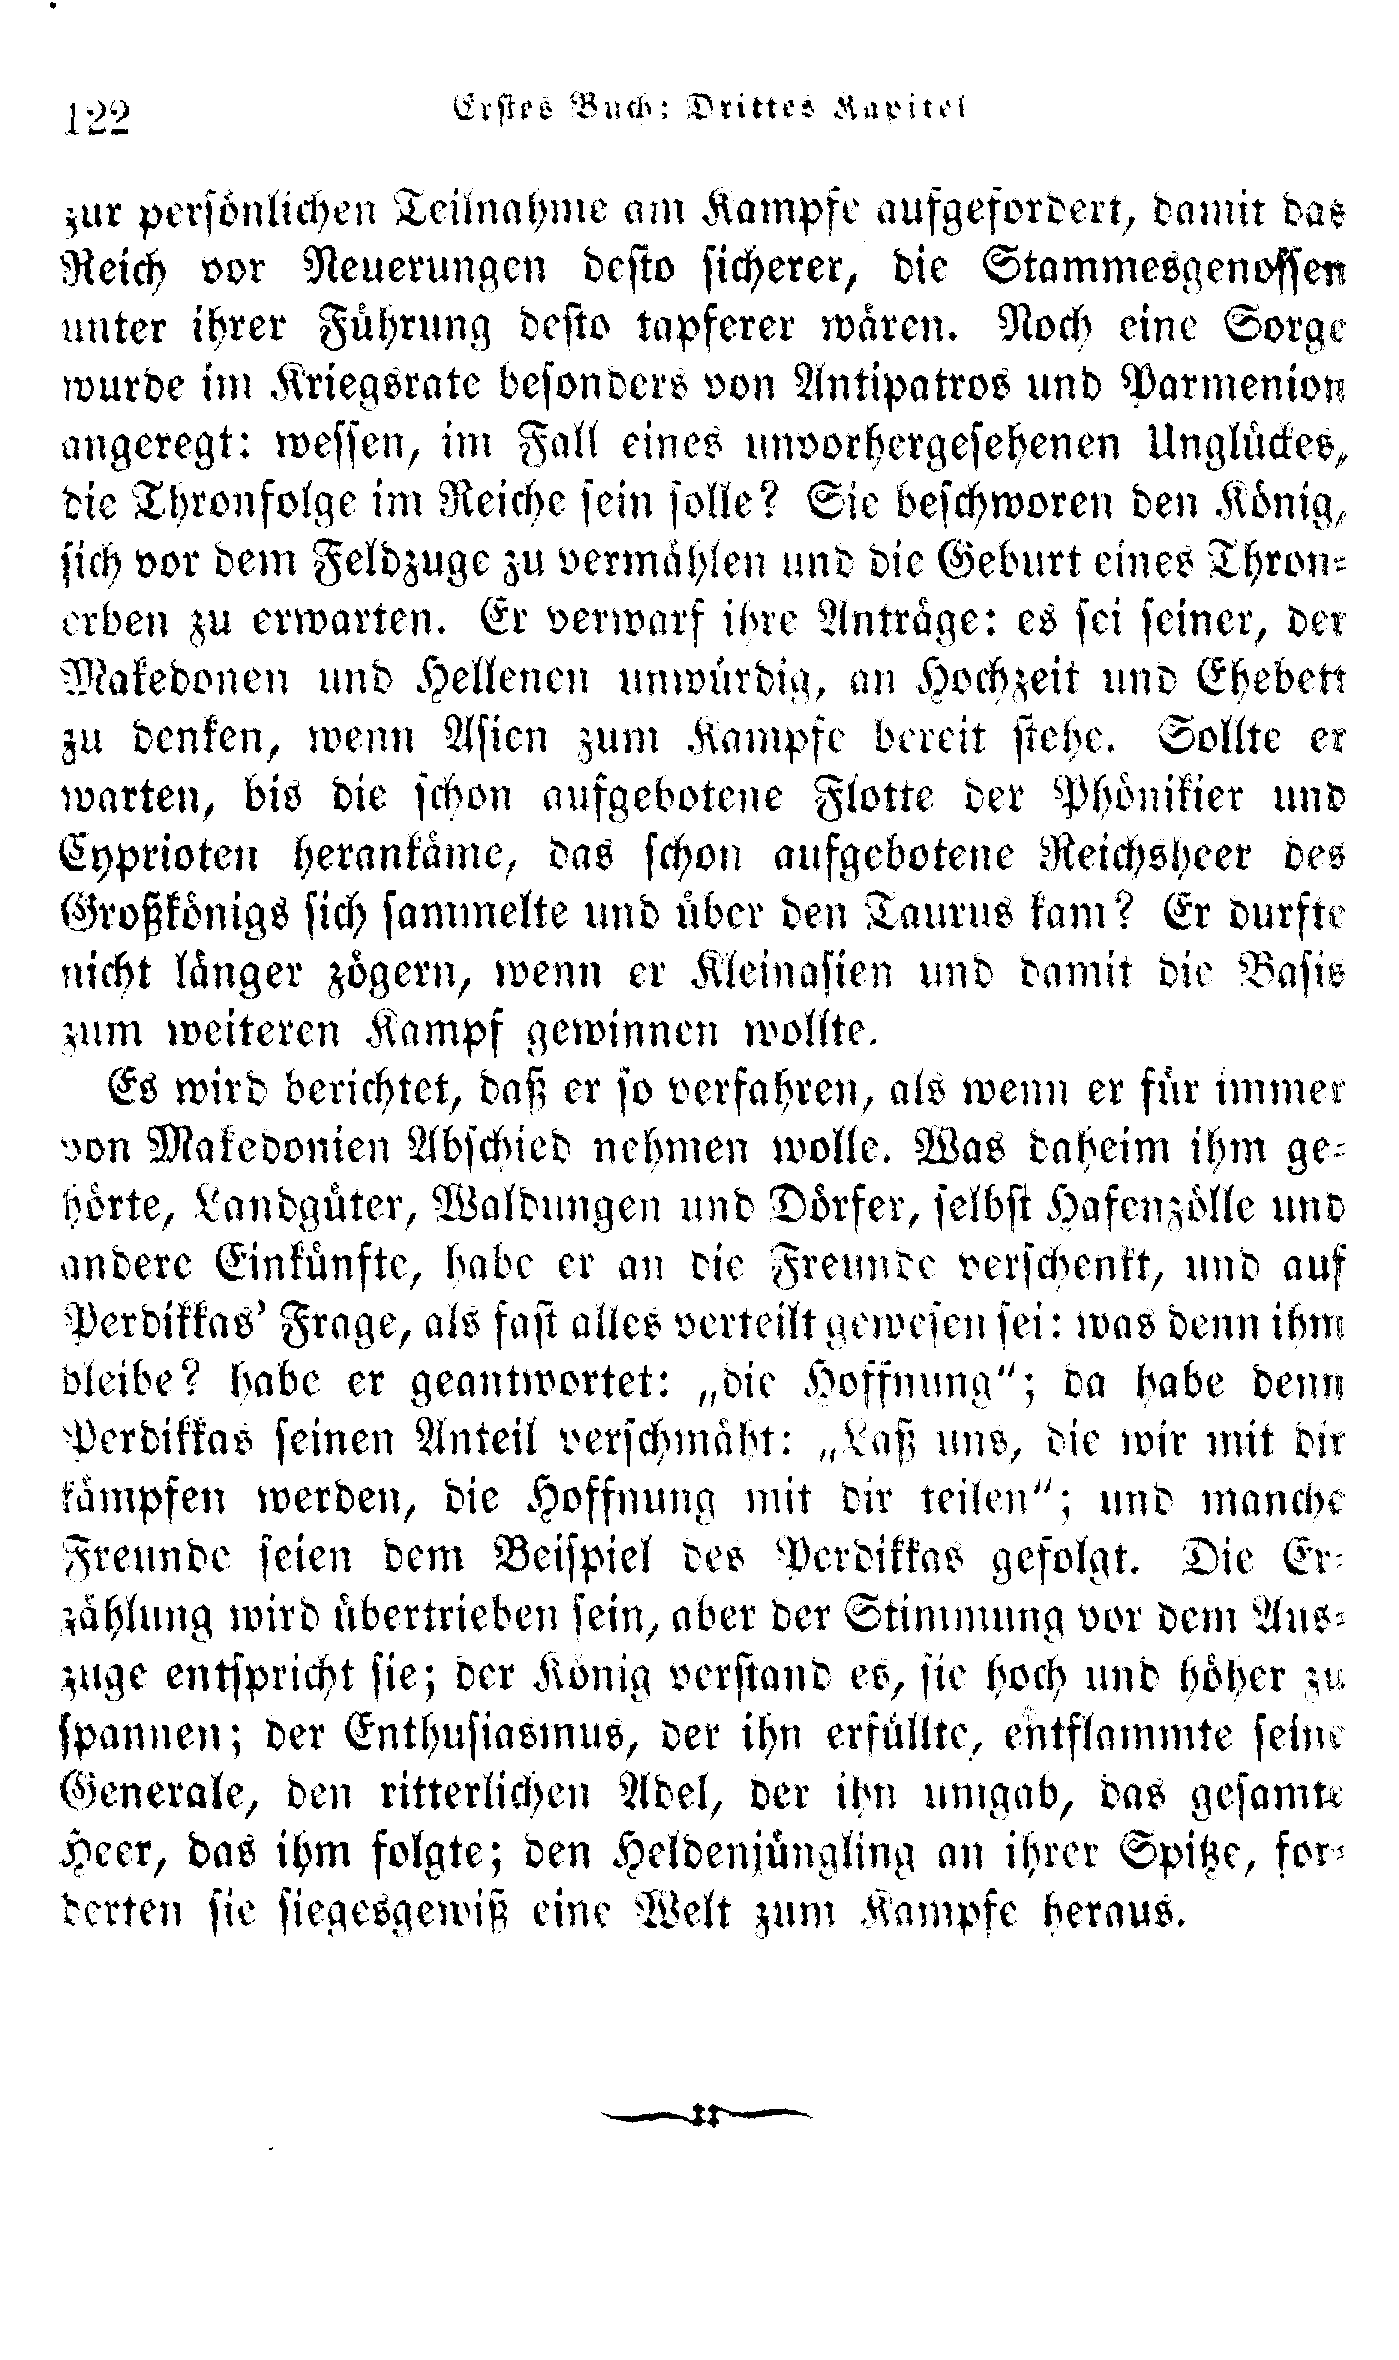 122
Erstes Buch: Drittes Kapitel
zur persönlichen Teilnahme am Kampfe aufgefordert, damit das
Reich vor Neuerungen desto sicherer, die Stammesgenossen
unter ihrer Führung desto tapferer wären. Noch eine Sorge
wurde im Kriegsrate besonders von Antipatros und Parmenion
angeregt: wessen, im Fall eines unvorhergesehenen Unglückes,
die Thronfolge im Reiche sein solle? Sie beschworen den König,
sich vor dem Feldzuge zu vermählen und die Geburt eines Thron-
erben zu erwarten. Er verwarf ihre Anträge: es sei seiner, der
Makedonen und Hellenen unwürdig, an Hochzeit und Ehebett
zu denken, wenn Asien zum Kampfe bereit stehe. Sollte er
warten, bis die schon aufgebotene Flotte der Phönikier und
Cyprioten herankäme, das schon aufgebotene Reichsheer des
Großkönigs sich sammelte und über den Taurus kam? Er durfte
nicht länger zögern, wenn er Kleinasien und damit die Basis
zum weiteren Kampf gewinnen wollte.
Es wird berichtet, daß er so verfahren, als wenn er für immer
von Makedonien Abschied nehmen wolle. Was daheim ihm ge-
hörte, Landgüter, Waldungen und Dörfer, selbst Hafenzölle und
andere Einkünfte, habe er an die Freunde verschenkt, und auf
Perdikkas' Frage, als fast alles verteilt gewesen sei: was denn ihm
bleibe? habe er geantwortet: „die Hoffnung“; da habe denn
Perdikkas seinen Anteil verschmäht: „Laß uns, die wir mit dir
kämpfen werden, die Hoffnung mit dir teilen“; und manche
Freunde seien dem Beispiel des Perdikkas gefolgt. Die Er-
zählung wird übertrieben sein, aber der Stimmung vor dem Aus-
zuge entspricht sie; der König verstand es, sie hoch und höher zu
spannen; der Enthusiasmus, der ihn erfüllte, entflammte seine
Generale, den ritterlichen Adel, der ihn umgab, das gesamte
Heer, das ihm folgte; den Heldenjüngling an ihrer Spitze, for-
derten sie siegesgewiß eine Welt zum Kampfe heraus.